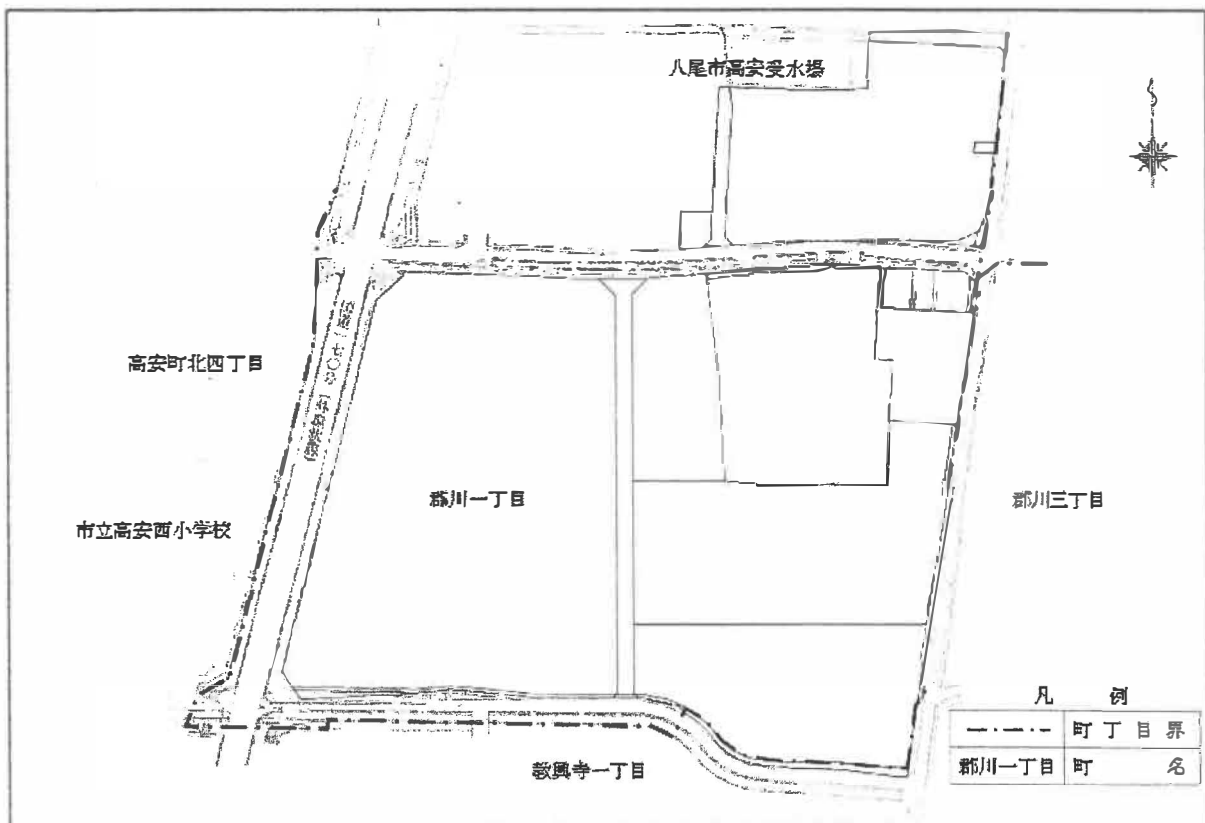 八尾市高安受水場
高安町北四丁目
郡川一丁目
郡川三丁目
市立高安西小学校
教興寺一丁目
凡 例
町丁目界
郡川一丁目 町 名